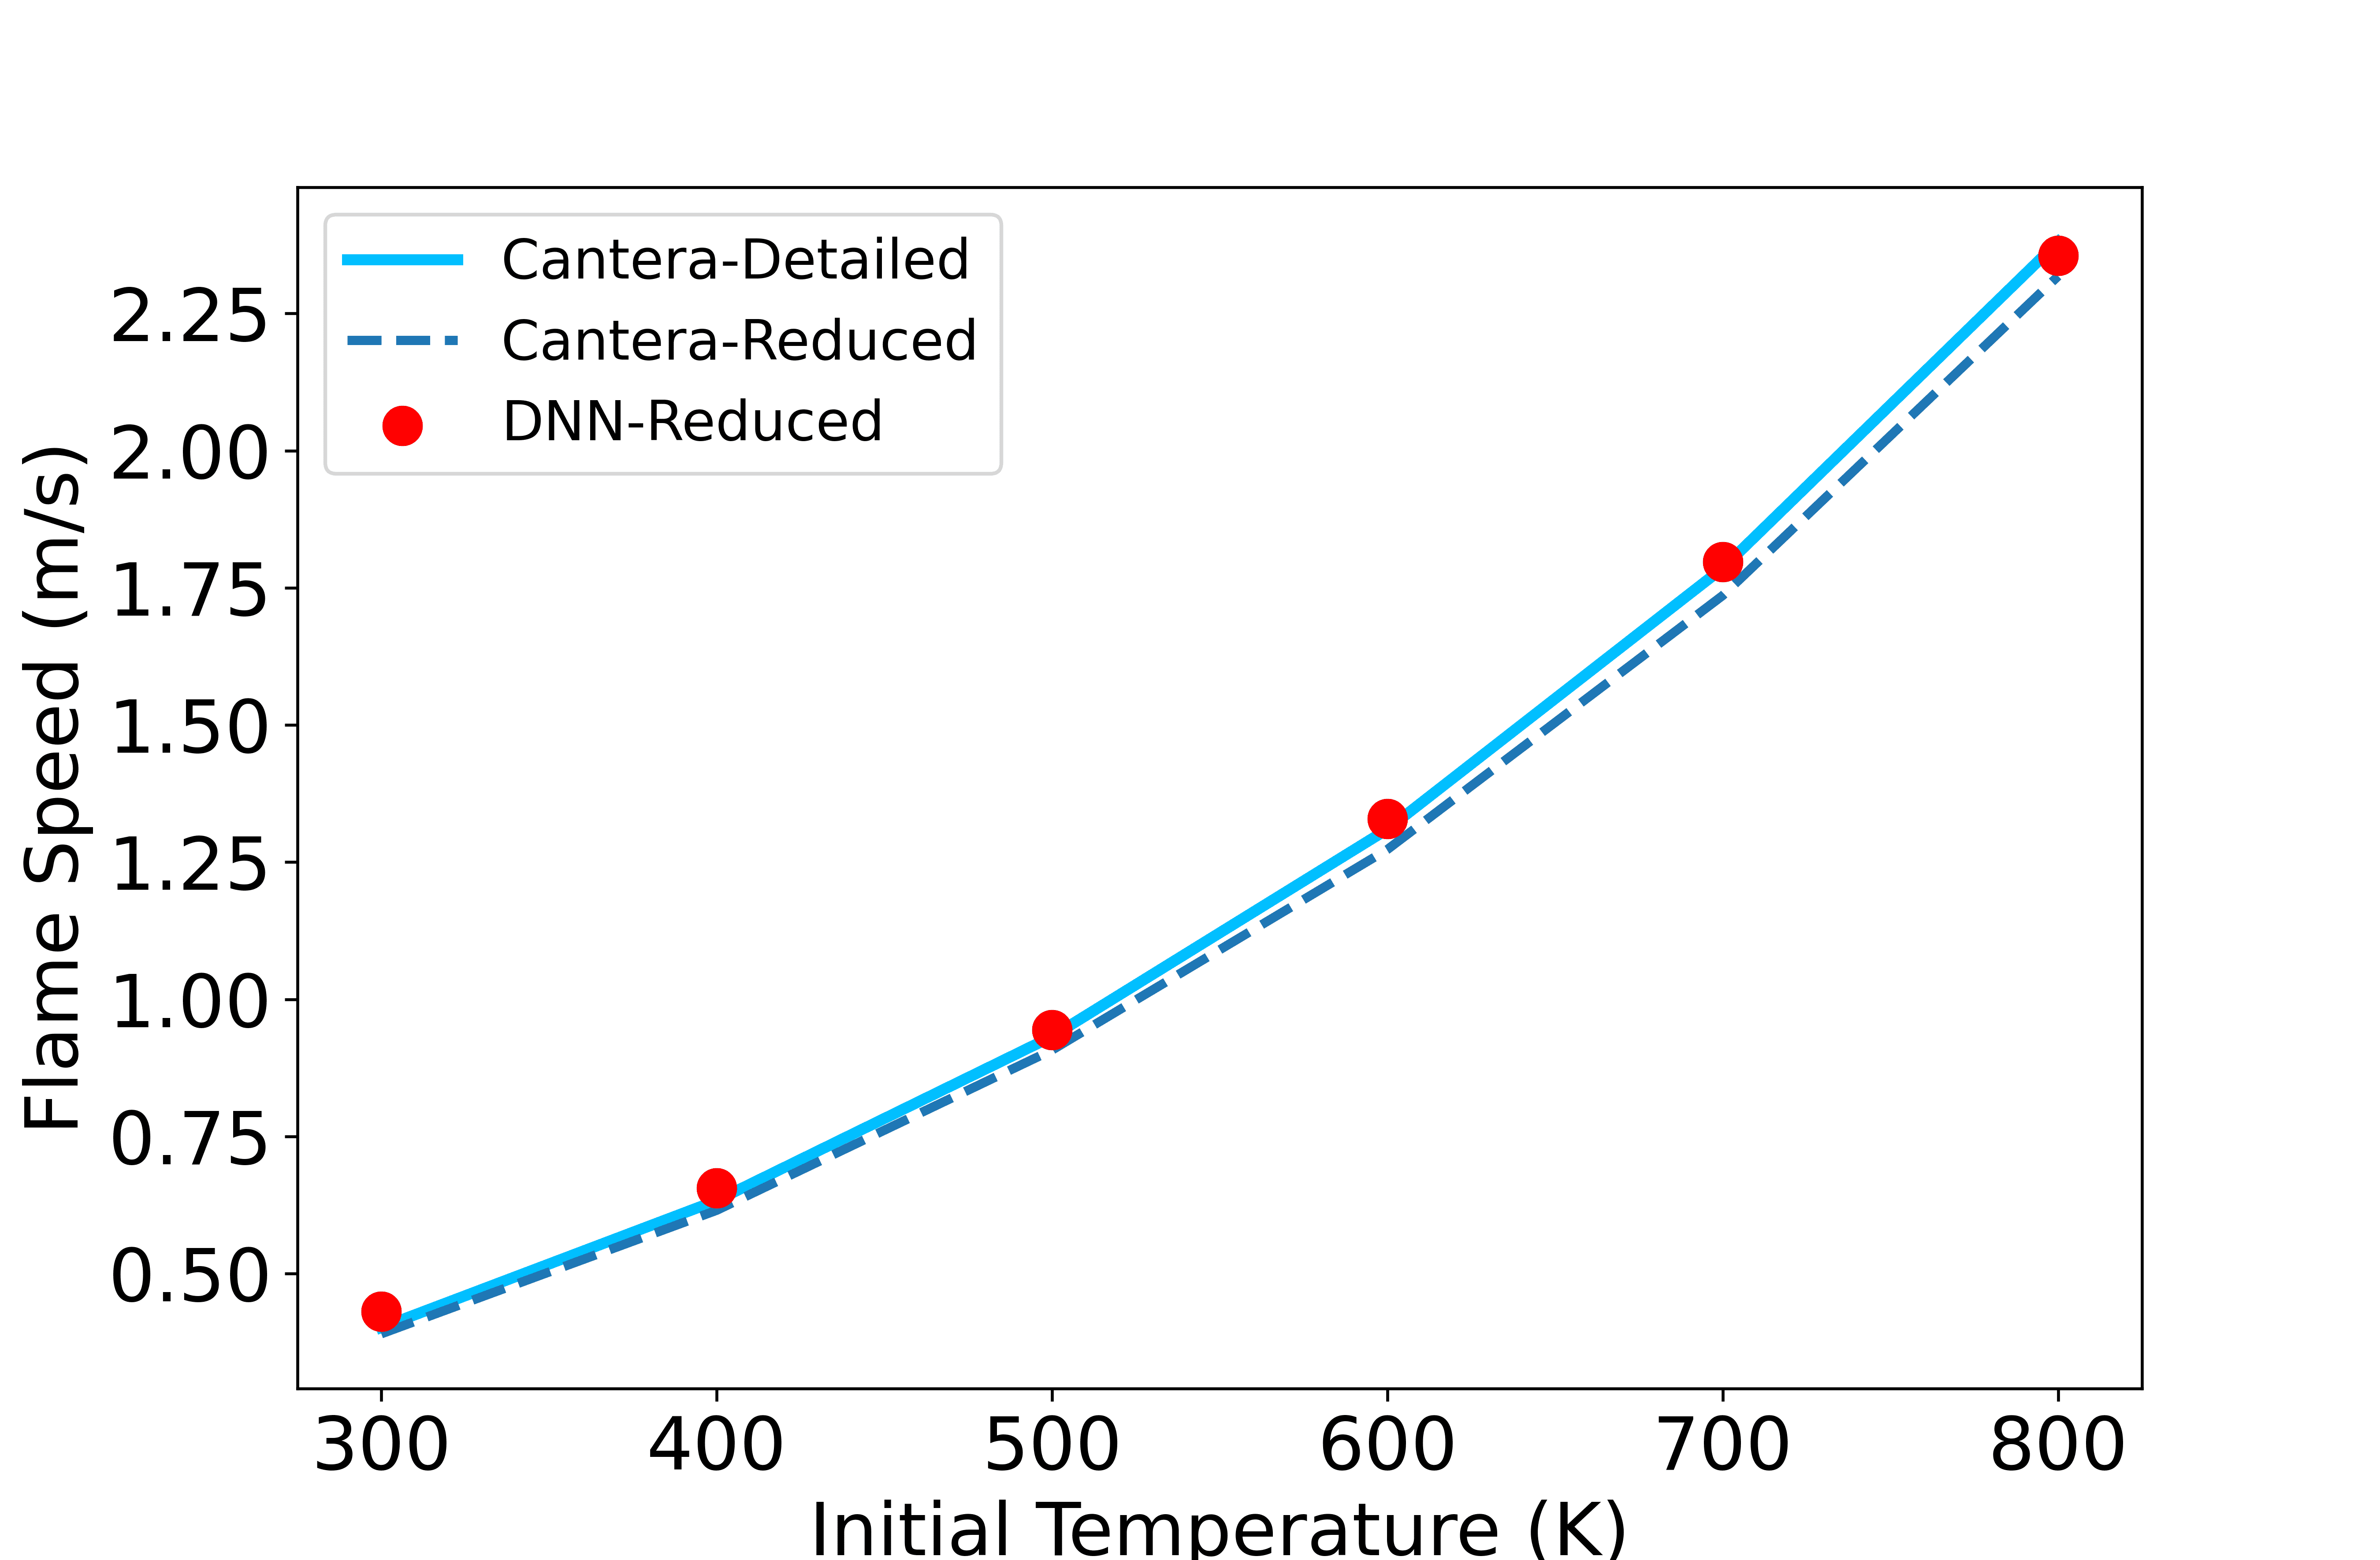 Cantera-Detailed
Cantera-Reduced
DNN-Reduced
Flame Speed (m/s)
2.25
2.00
1.75
1.50
1.25
1.00
0.75
0.50
300 400 500 600 700 800
Initial Temperature (K)